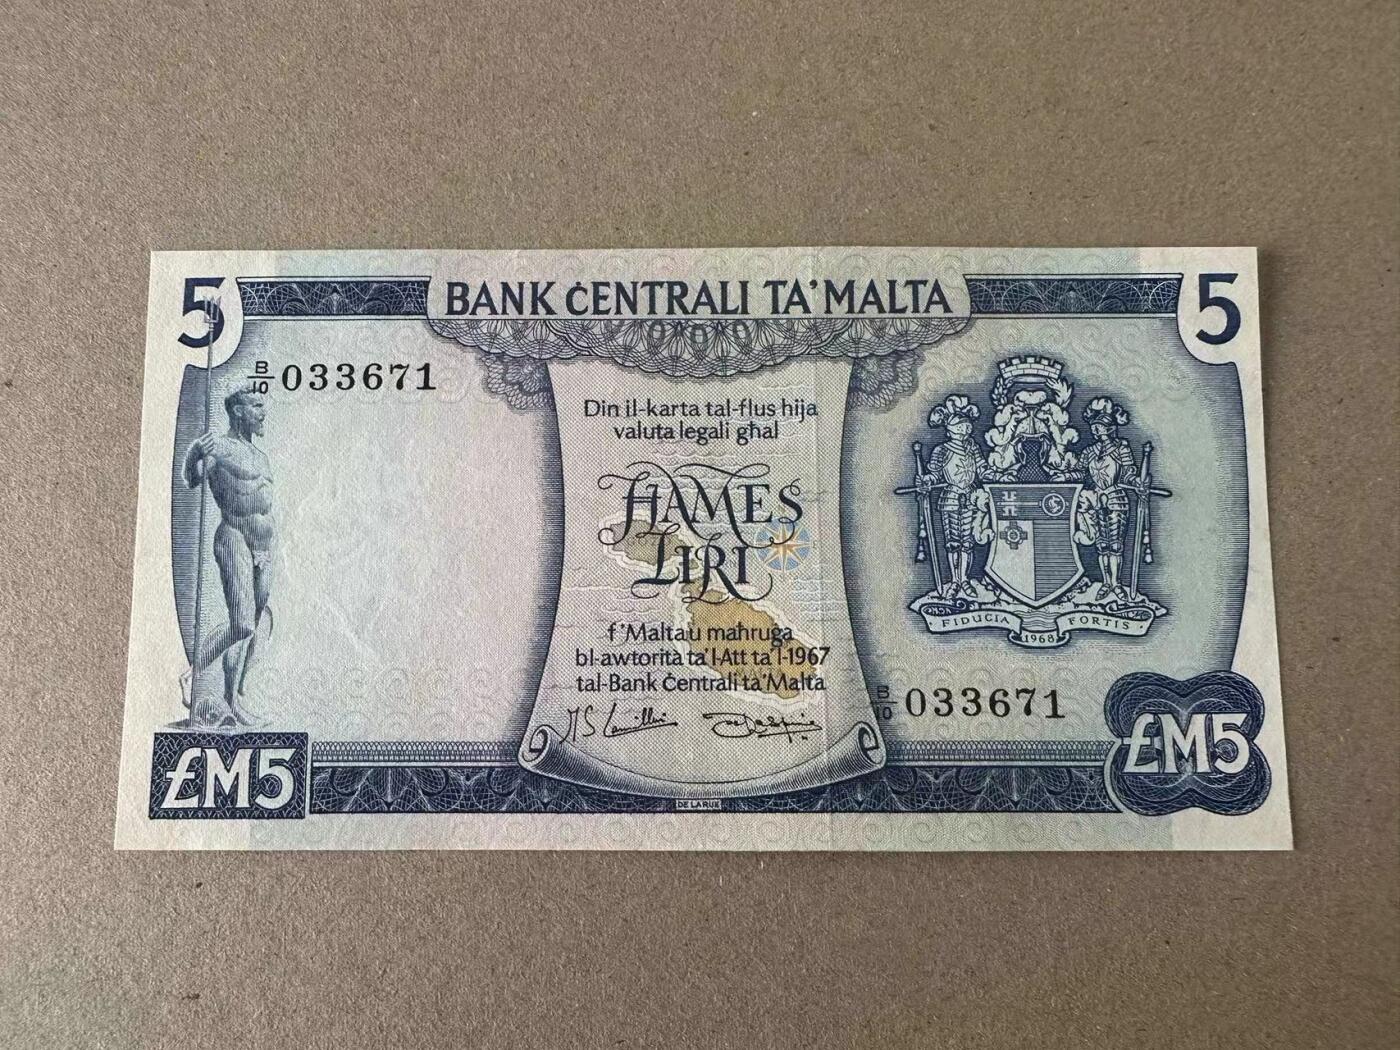 5
BANK ĊENTRALI TA' MALTA
5
B/10 033671
Din il-karta tal-flus hija
valuta legali għal
ĦAMES
LIRI
f'Malta u maħruġa
bl-awtorita ta' l-Att ta' l-1967
tal-Bank Ċentrali ta' Malta
FIDUCIA FORTIS
1968
B/10 033671
£M5
DE LA RUE
£M5